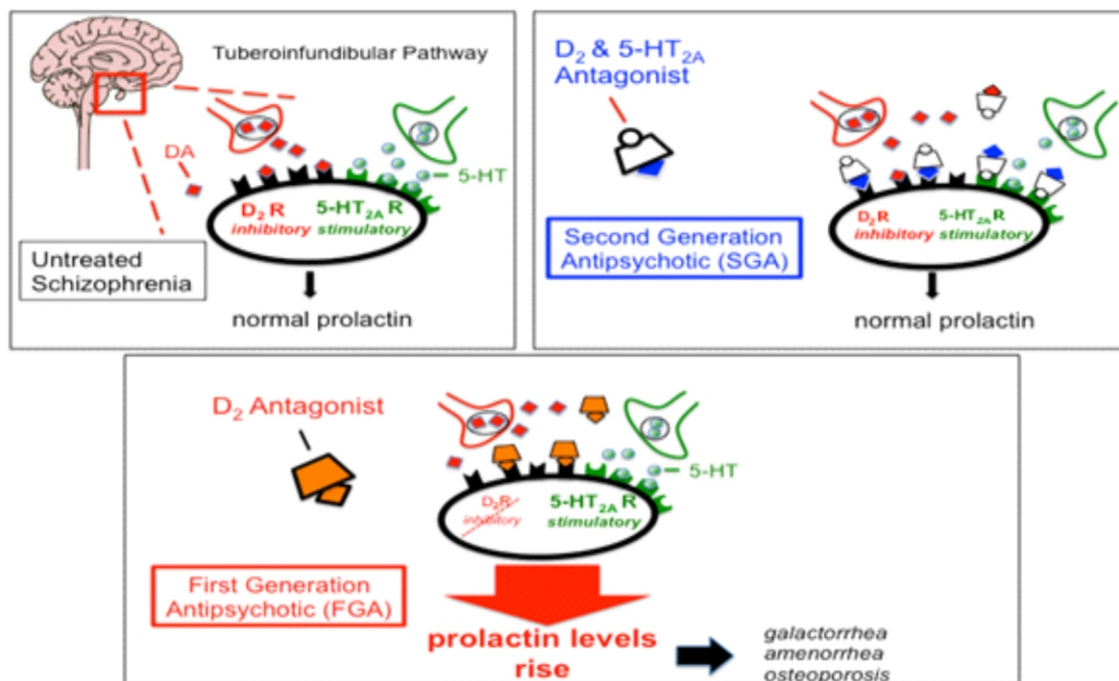 Tuberoinfundibular Pathway
DA
5-HT
D₂ R
inhibitory
5-HT₂A R
stimulatory
Untreated
Schizophrenia
normal prolactin
D₂ & 5-HT₂A
Antagonist
D₂R
inhibitory
5-HT₂A R
stimulatory
Second Generation
Antipsychotic (SGA)
normal prolactin
D₂ Antagonist
5-HT
D₂R
inhibitory
5-HT₂A R
stimulatory
First Generation
Antipsychotic (FGA)
prolactin levels
rise
galactorrhea
amenorrhea
osteoporosis